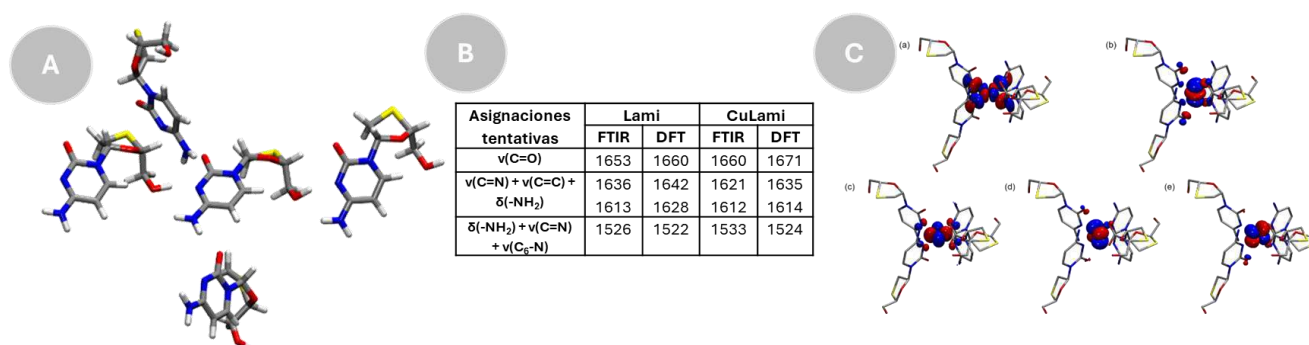 A
B
C
Asignaciones tentativas Lami CuLami
FTIR DFT FTIR DFT
ν(C=O) 1653 1660 1660 1671
ν(C=N) + ν(C=C) + 1636 1642 1621 1635
δ(-NH₂) 1613 1628 1612 1614
δ(-NH₂) + ν(C=N) 1526 1522 1533 1524
+ ν(C₆-N)
(a)
(b)
(c)
(d)
(e)